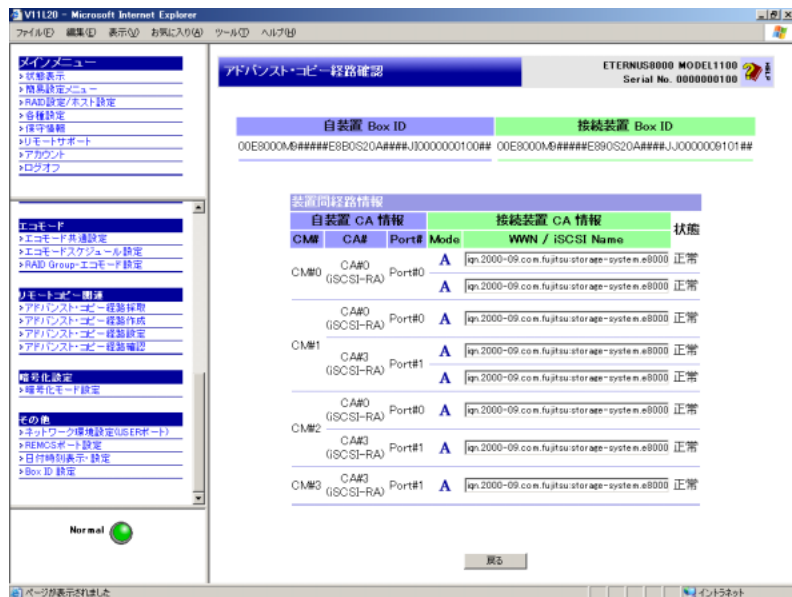 V11L20 - Microsoft Internet Explorer
ファイル(F) 編集(E) 表示(V) お気に入り(A) ツール(T) ヘルプ(H)
メインメニュー
状態表示
簡易設定メニュー
RAID設定/ホスト設定
各種設定
保守情報
リモートサポート
アカウント
ログオフ
エコモード
エコモード共通設定
エコモードスケジュール設定
RAID Group-エコモード設定
リモートコピー関連
アドバンスト・コピー経路採取
アドバンスト・コピー経路作成
アドバンスト・コピー経路設定
アドバンスト・コピー経路確認
暗号化設定
暗号化モード設定
その他
ネットワーク環境設定(USERポート)
REMCSポート設定
日付時刻表示・設定
Box ID 設定
Normal
アドバンスト・コピー経路確認
ETERNUS8000 MODEL1100
Serial No. 0000000100
自装置 Box ID 接続装置 Box ID
00E8000M9#####E8B0S20A####JI0000000100## 00E8000M9#####E890S20A####JJ0000009101##
装置間経路情報
自装置 CA 情報 接続装置 CA 情報 状態
CM# CA# Port# Mode WWN / iSCSI Name
CM#0 CA#0 (iSCSI-RA) Port#0 A iqn.2000-09.com.fujitsu:storage-system.e8000 正常
A iqn.2000-09.com.fujitsu:storage-system.e8000 正常
CM#1 CA#0 (iSCSI-RA) Port#0 A iqn.2000-09.com.fujitsu:storage-system.e8000 正常
CA#3 (iSCSI-RA) Port#1 A iqn.2000-09.com.fujitsu:storage-system.e8000 正常
A iqn.2000-09.com.fujitsu:storage-system.e8000 正常
CM#2 CA#0 (iSCSI-RA) Port#0 A iqn.2000-09.com.fujitsu:storage-system.e8000 正常
CA#3 (iSCSI-RA) Port#1 A iqn.2000-09.com.fujitsu:storage-system.e8000 正常
CM#3 CA#3 (iSCSI-RA) Port#1 A iqn.2000-09.com.fujitsu:storage-system.e8000 正常
戻る
ページが表示されました イントラネット